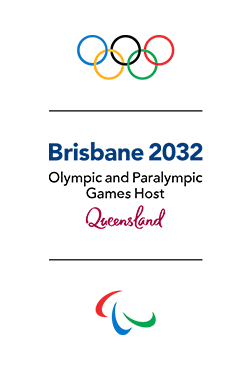 Brisbane 2032
Olympic and Paralympic
Games Host
Queensland